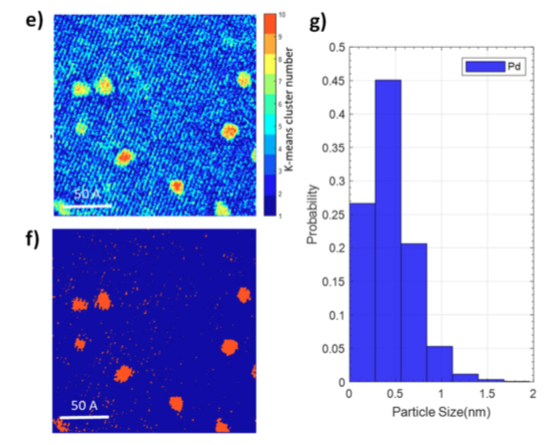 e)
10
9
8
7
6
5
4
3
2
1
K-means cluster number
50 A
f)
50 A
g)
Pd
0.5
0.45
0.4
0.35
0.3
0.25
0.2
0.15
0.1
0.05
0
Probability
0 0.5 1 1.5 2
Particle Size(nm)